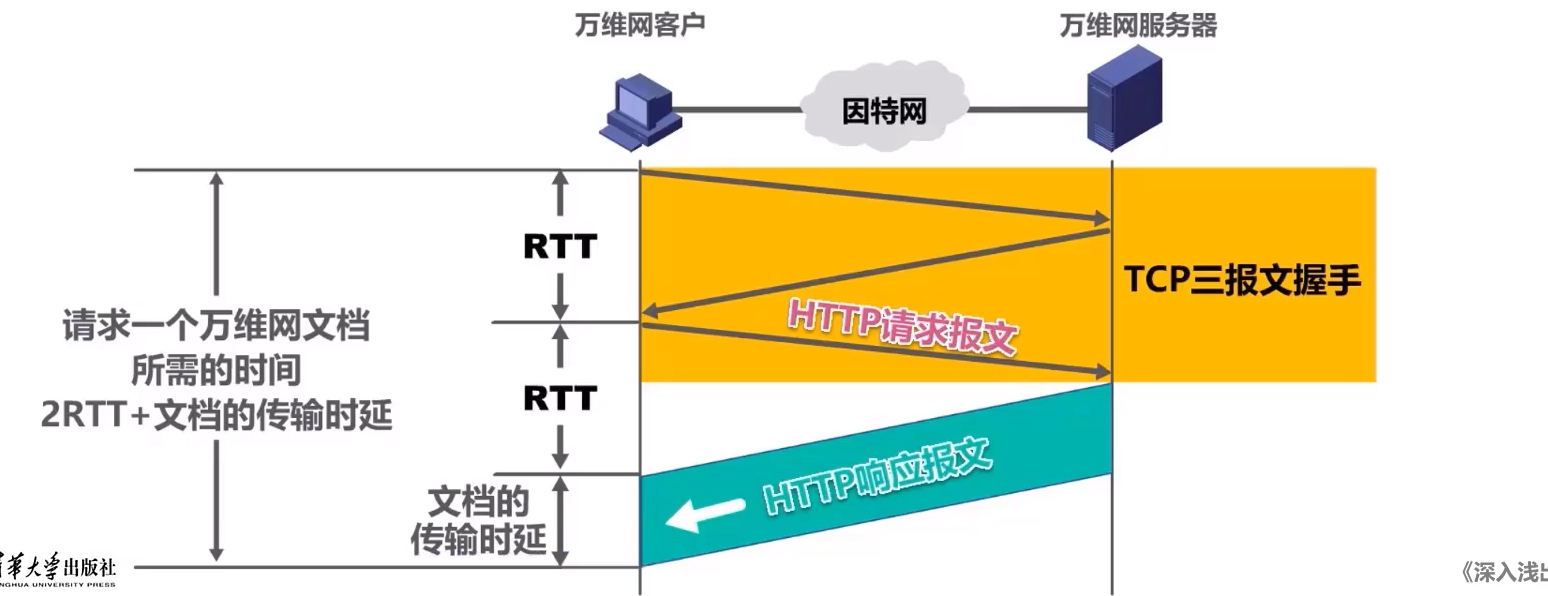 万维网客户
万维网服务器
因特网
RTT
TCP三报文握手
HTTP请求报文
请求一个万维网文档
所需的时间
2RTT+文档的传输时延
RTT
HTTP响应报文
文档的
传输时延
华大学出版社
NGHUA UNIVERSITY PRESS
《深入浅出